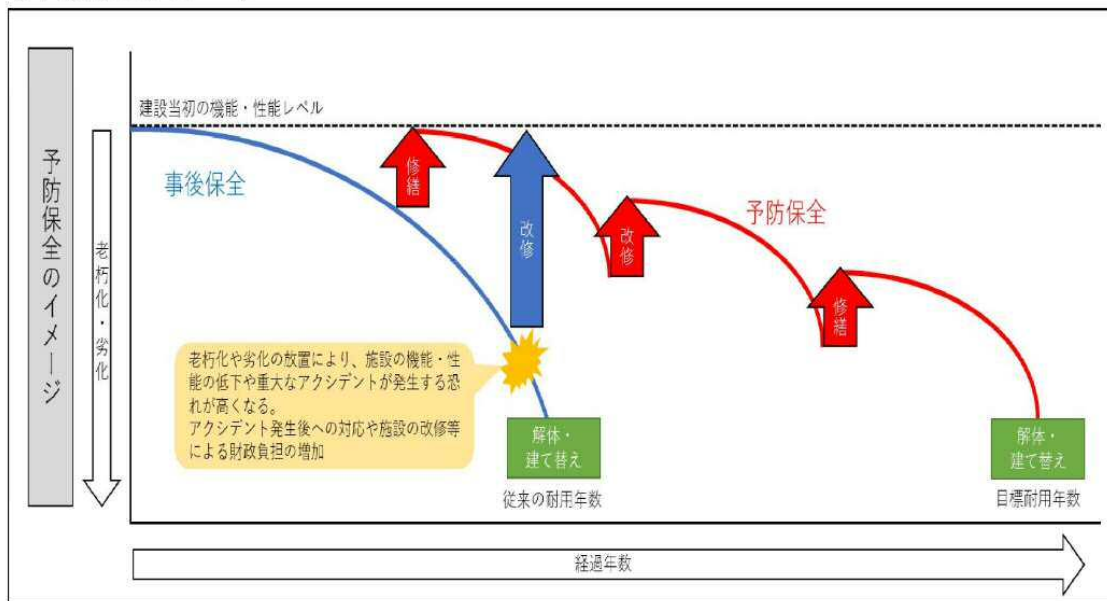 予防保全のイメージ
老朽化・劣化
建設当初の機能・性能レベル
事後保全
修繕
改修
改修
予防保全
修繕
老朽化や劣化の放置により、施設の機能・性
能の低下や重大なアクシデントが発生する恐
れが高くなる。
アクシデント発生後への対応や施設の改修等
による財政負担の増加
解体・
建て替え
従来の耐用年数
解体・
建て替え
目標耐用年数
経過年数